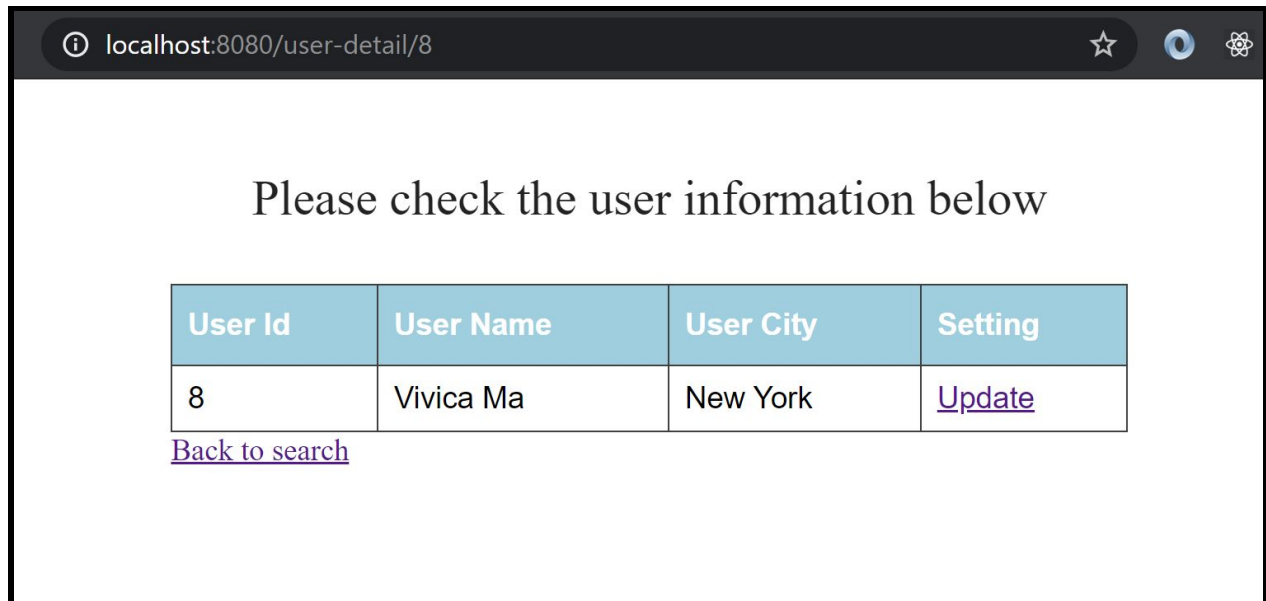 localhost:8080/user-detail/8
Please check the user information below
User Id User Name User City Setting
8 Vivica Ma New York Update
Back to search